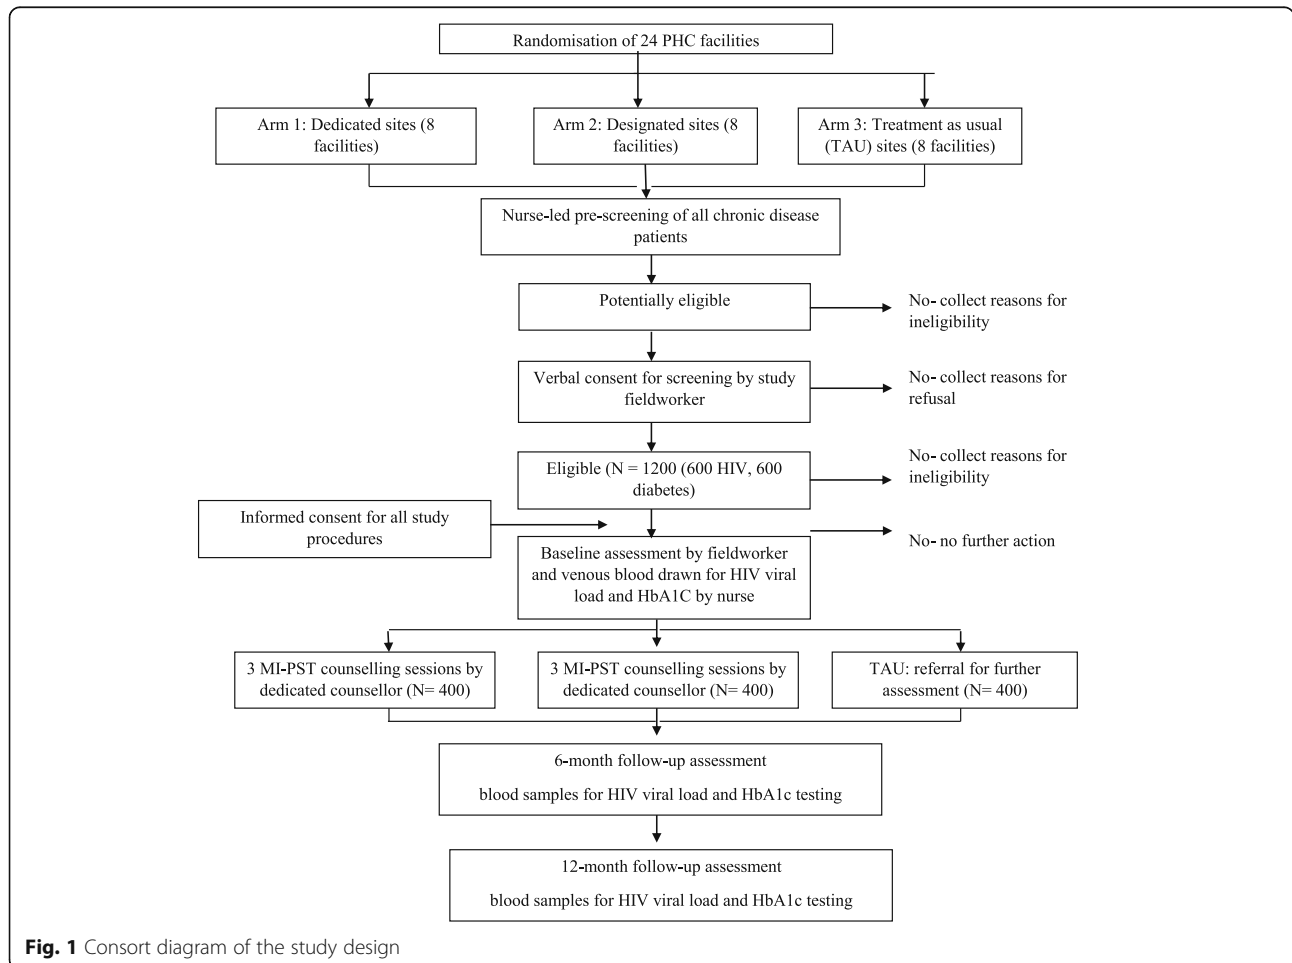 Randomisation of 24 PHC facilities
Arm 1: Dedicated sites (8
facilities)
Arm 2: Designated sites (8
facilities)
Arm 3: Treatment as usual
(TAU) sites (8 facilities)
Nurse-led pre-screening of all chronic disease
patients
Potentially eligible
No- collect reasons for
ineligibility
Verbal consent for screening by study
fieldworker
No- collect reasons for
refusal
Eligible (N = 1200 (600 HIV, 600
diabetes)
No- collect reasons for
ineligibility
Informed consent for all study
procedures
No- no further action
Baseline assessment by fieldworker
and venous blood drawn for HIV viral
load and HbA1C by nurse
3 MI-PST counselling sessions by
dedicated counsellor (N= 400)
3 MI-PST counselling sessions by
dedicated counsellor (N= 400)
TAU: referral for further
assessment (N= 400)
6-month follow-up assessment
blood samples for HIV viral load and HbA1c testing
12-month follow-up assessment
blood samples for HIV viral load and HbA1c testing
Fig. 1 Consort diagram of the study design